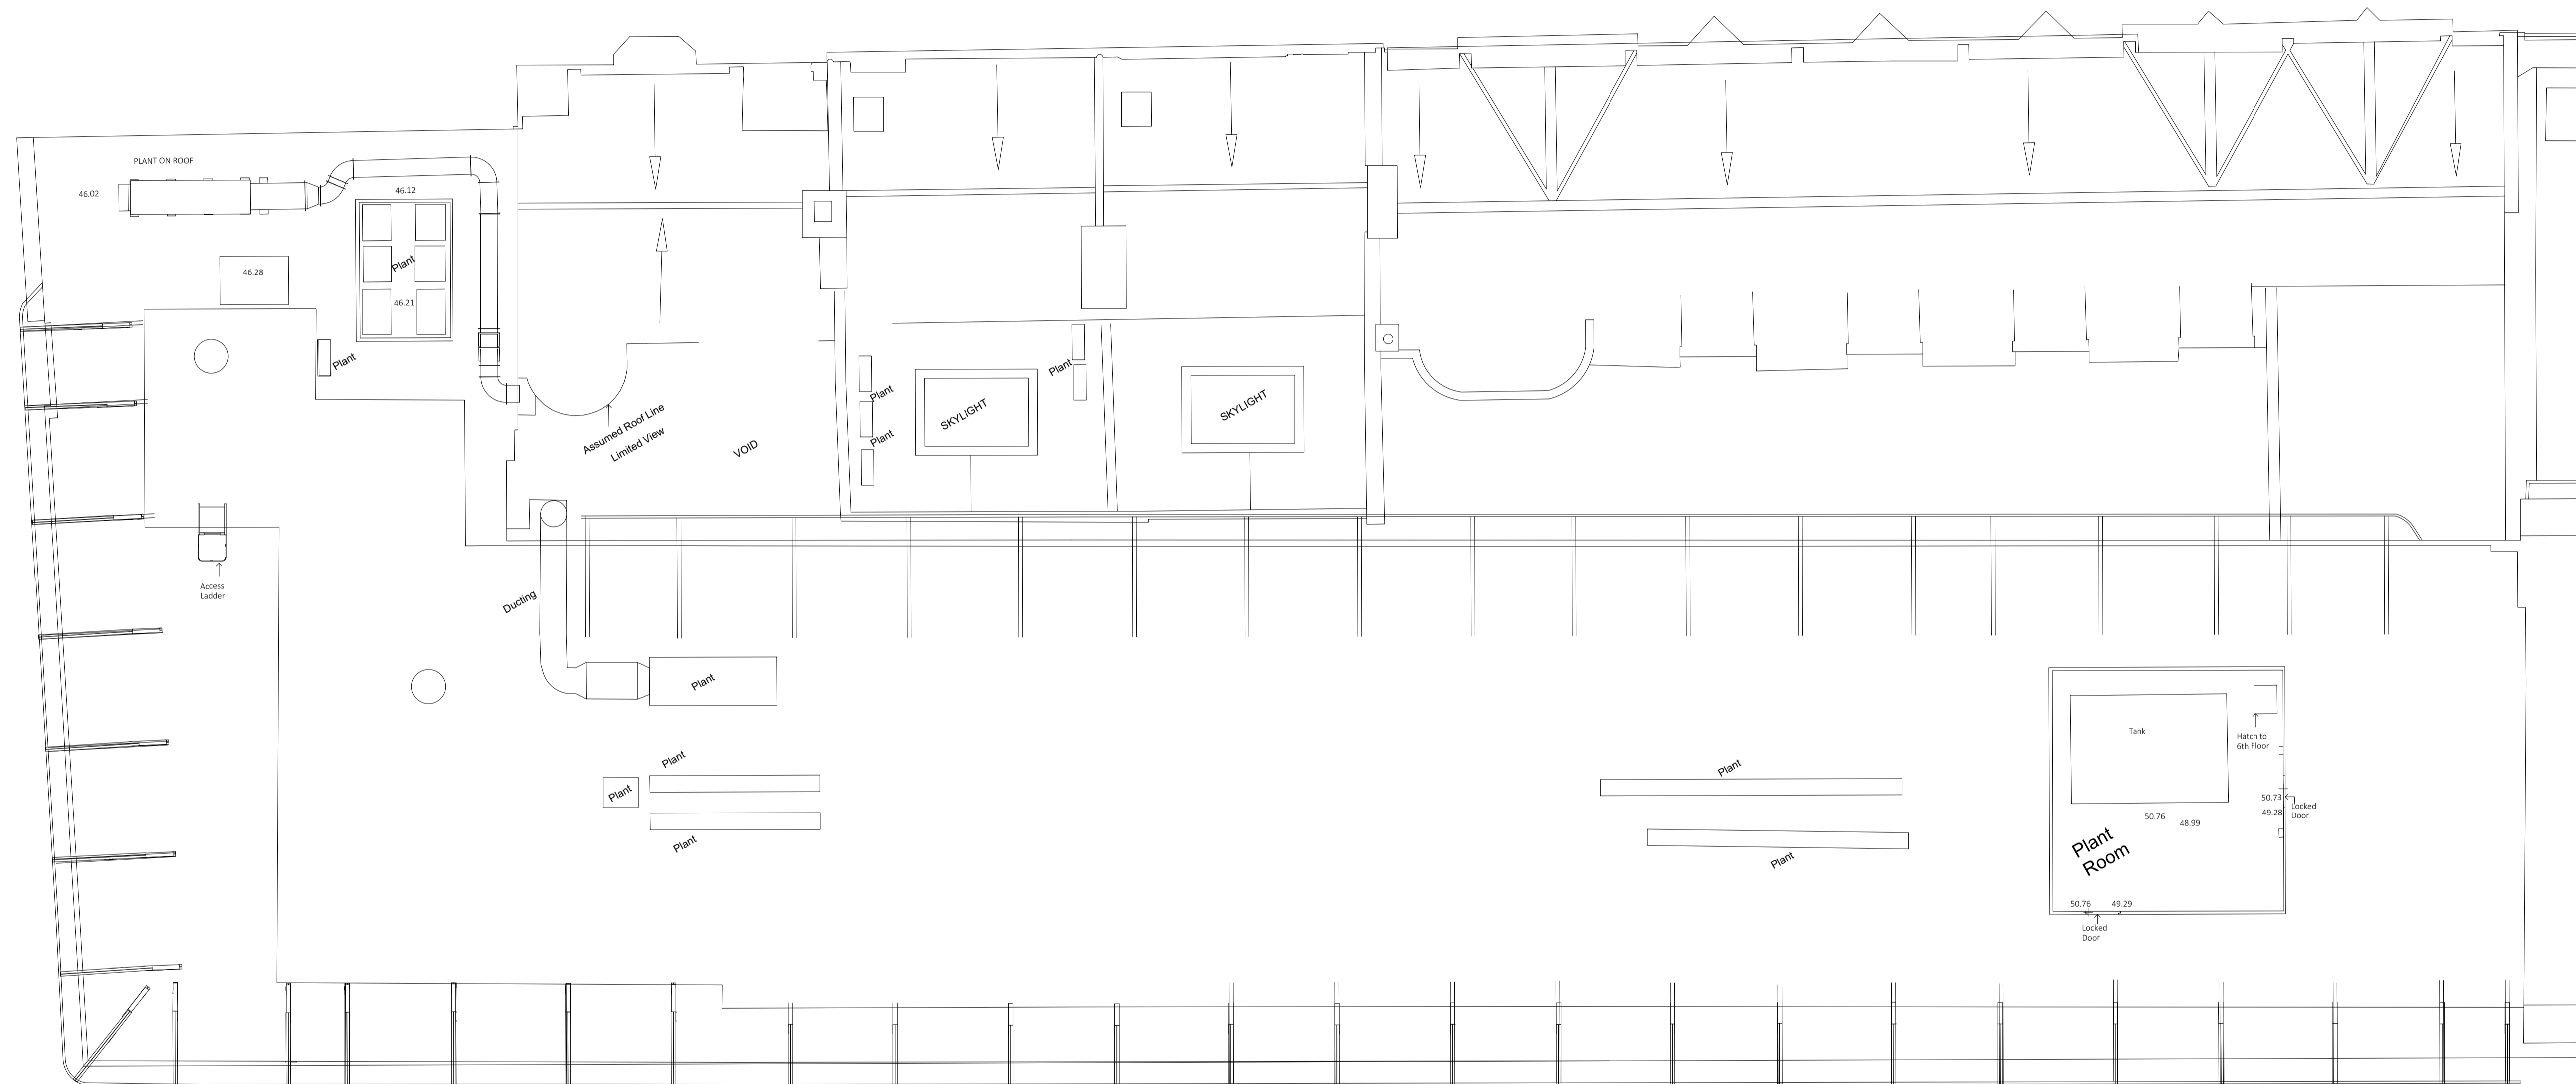 PLANT ON ROOF
46.02
46.12
46.28
Plant
46.21
Plant
Access
Ladder
Assumed Roof Line
Limited View
VOID
Plant
Plant
Plant
SKYLIGHT
SKYLIGHT
Ducting
Plant
Plant
Plant
Plant
Plant
Plant
Tank
Hatch to
6th Floor
50.73
49.28
Locked
Door
50.76
48.99
Plant
Room
50.76
49.29
Locked
Door